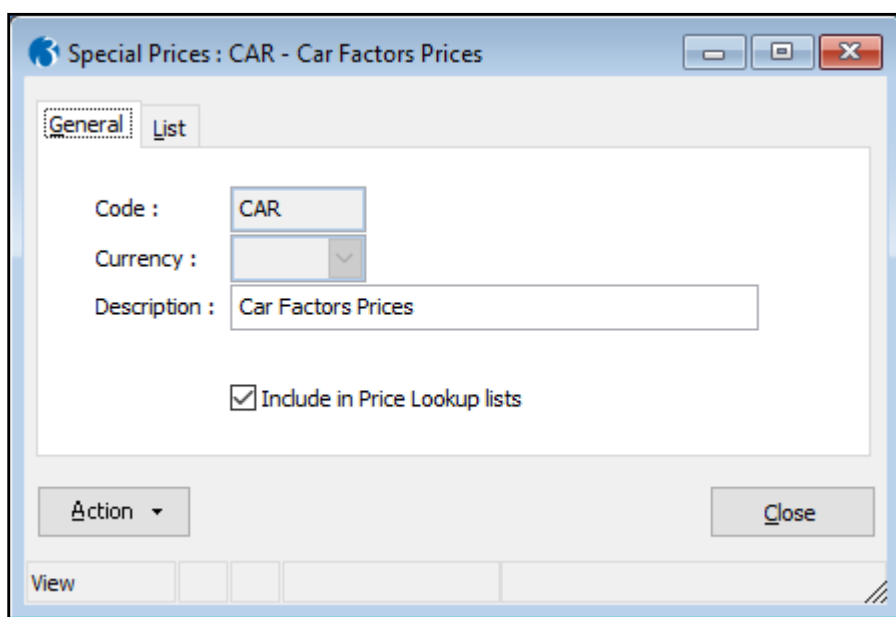 Special Prices : CAR - Car Factors Prices
General List
Code : CAR
Currency :
Description : Car Factors Prices
Include in Price Lookup lists
Action Close
View